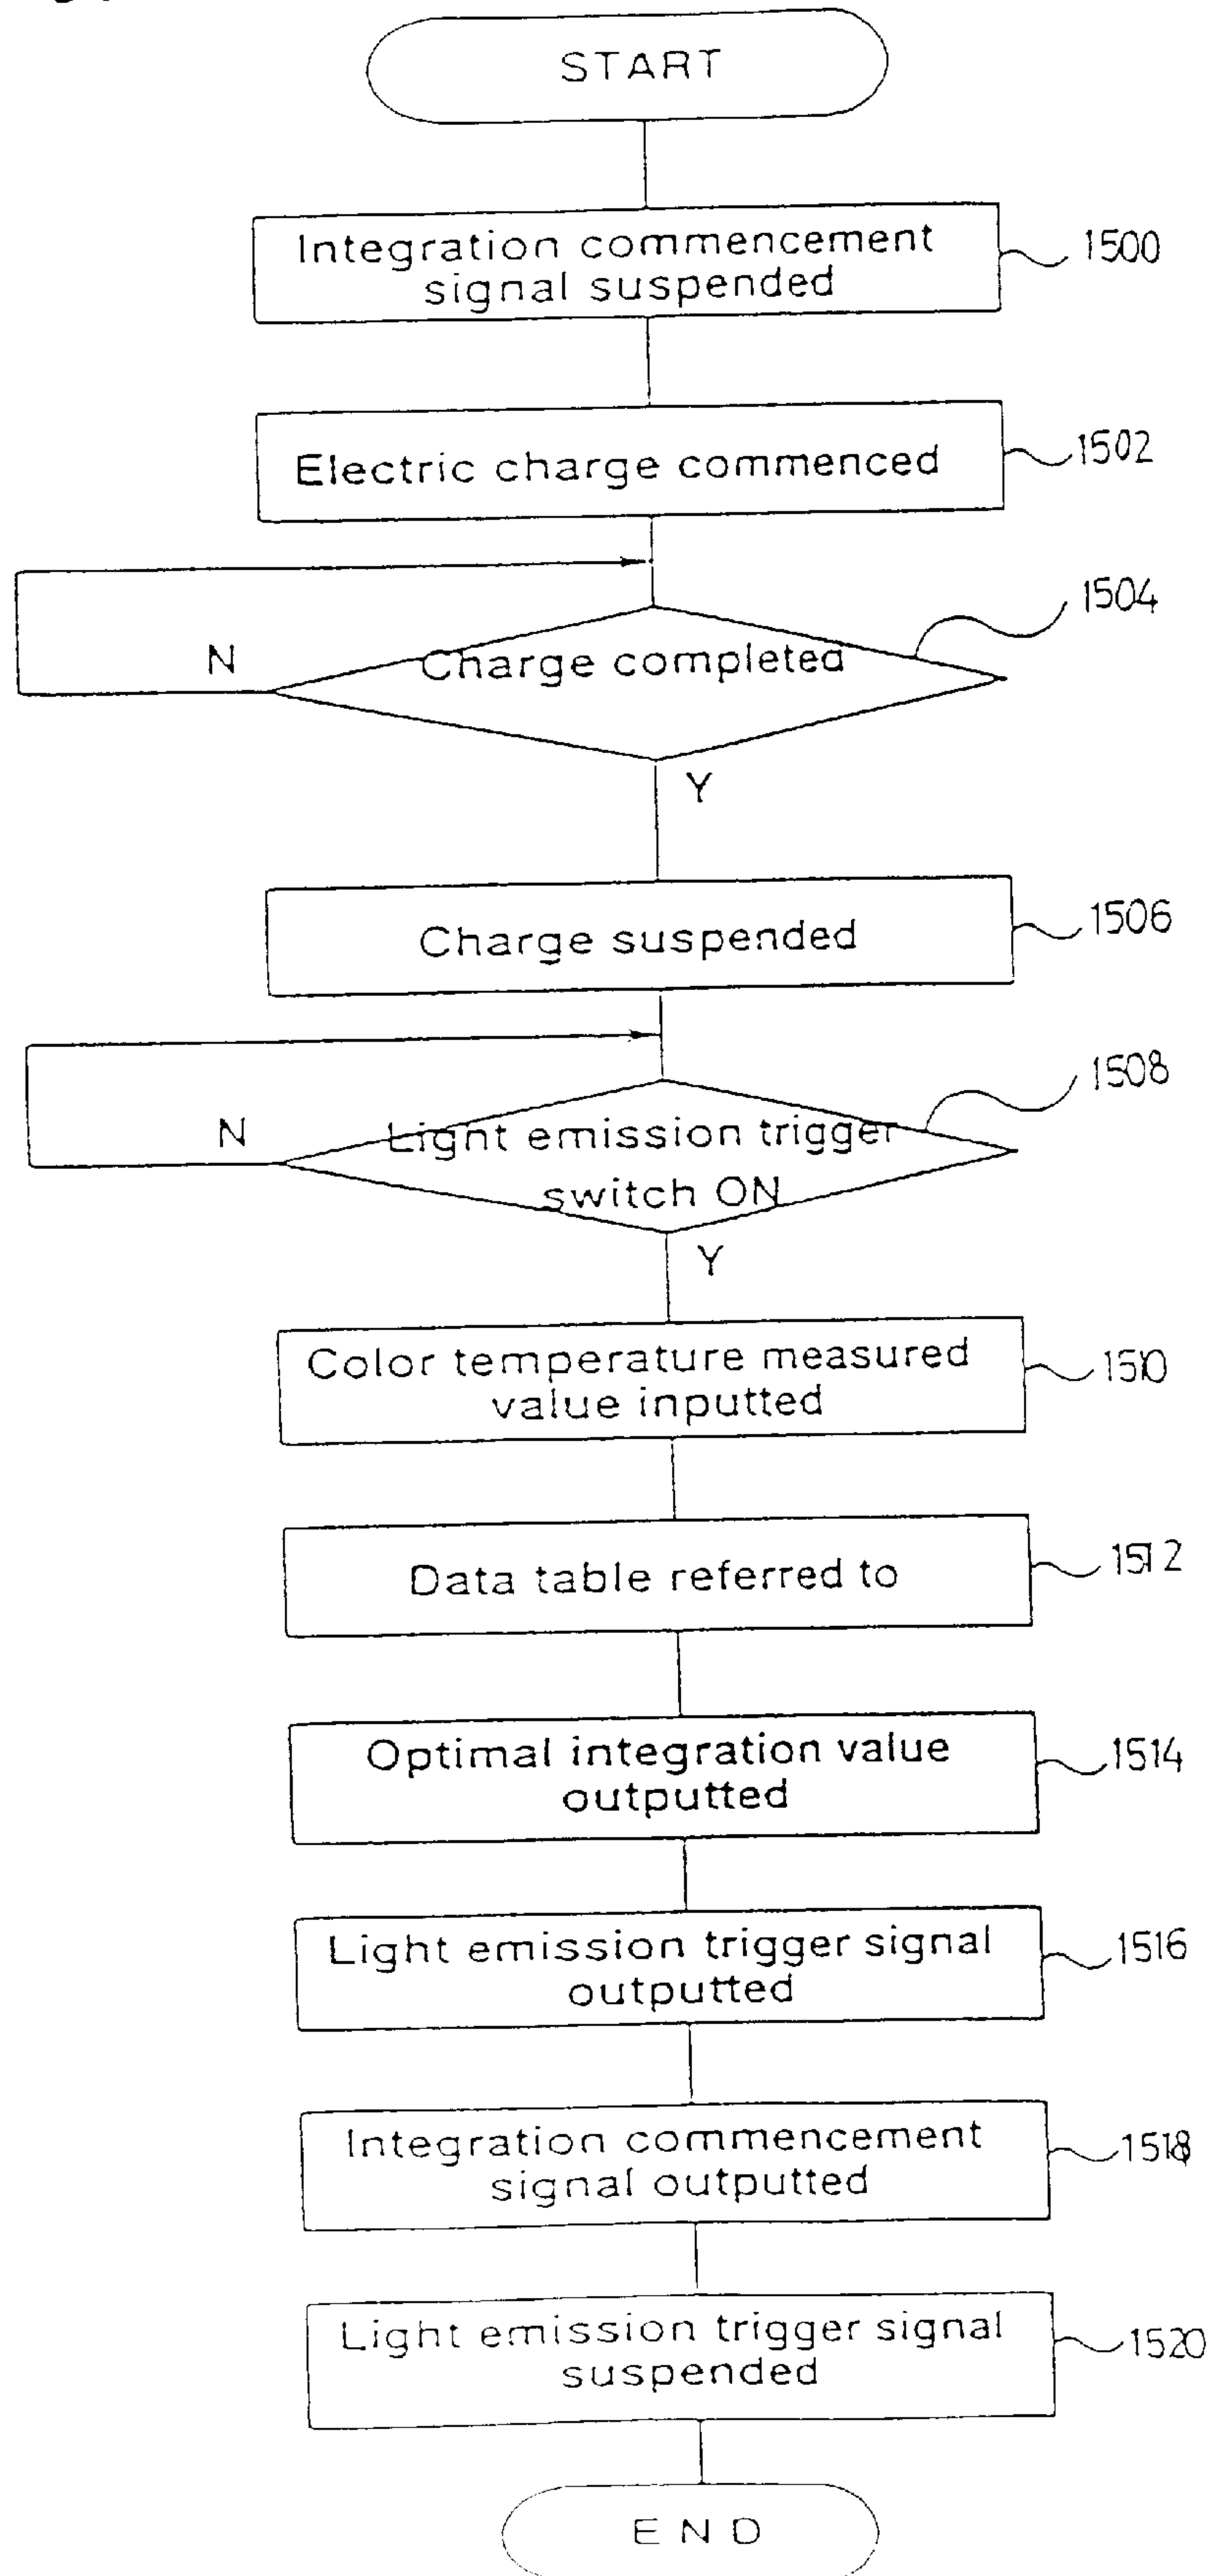 START
Integration commencement
signal suspended
1500
Electric charge commenced
1502
1504
Charge completed
N
Y
Charge suspended
1506
1508
Light emission trigger
switch ON
N
Y
Color temperature measured
value inputted
1510
Data table referred to
1512
Optimal integration value
outputted
1514
Light emission trigger signal
outputted
1516
Integration commencement
signal outputted
1518
Light emission trigger signal
suspended
1520
END